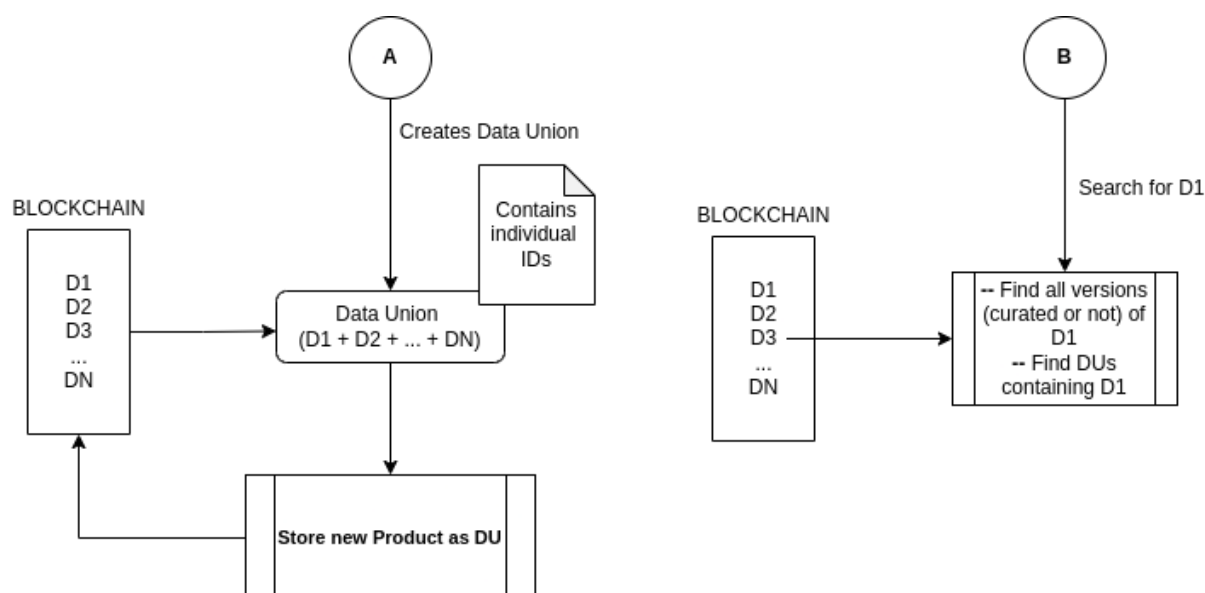 A
Creates Data Union
Contains
individual
IDs
BLOCKCHAIN
D1
D2
D3
...
DN
Data Union
(D1 + D2 + ... + DN)
Store new Product as DU
B
Search for D1
BLOCKCHAIN
D1
D2
D3
...
DN
-- Find all versions
(curated or not) of
D1
-- Find DUs
containing D1